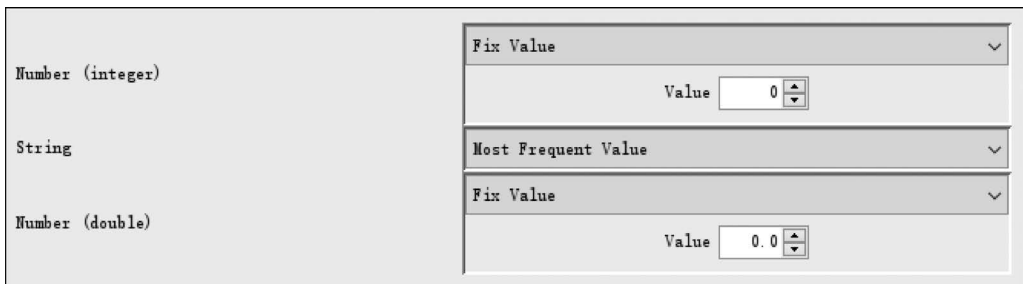 Number (integer)
Fix Value
Value 0
String
Most Frequent Value
Number (double)
Fix Value
Value 0.0